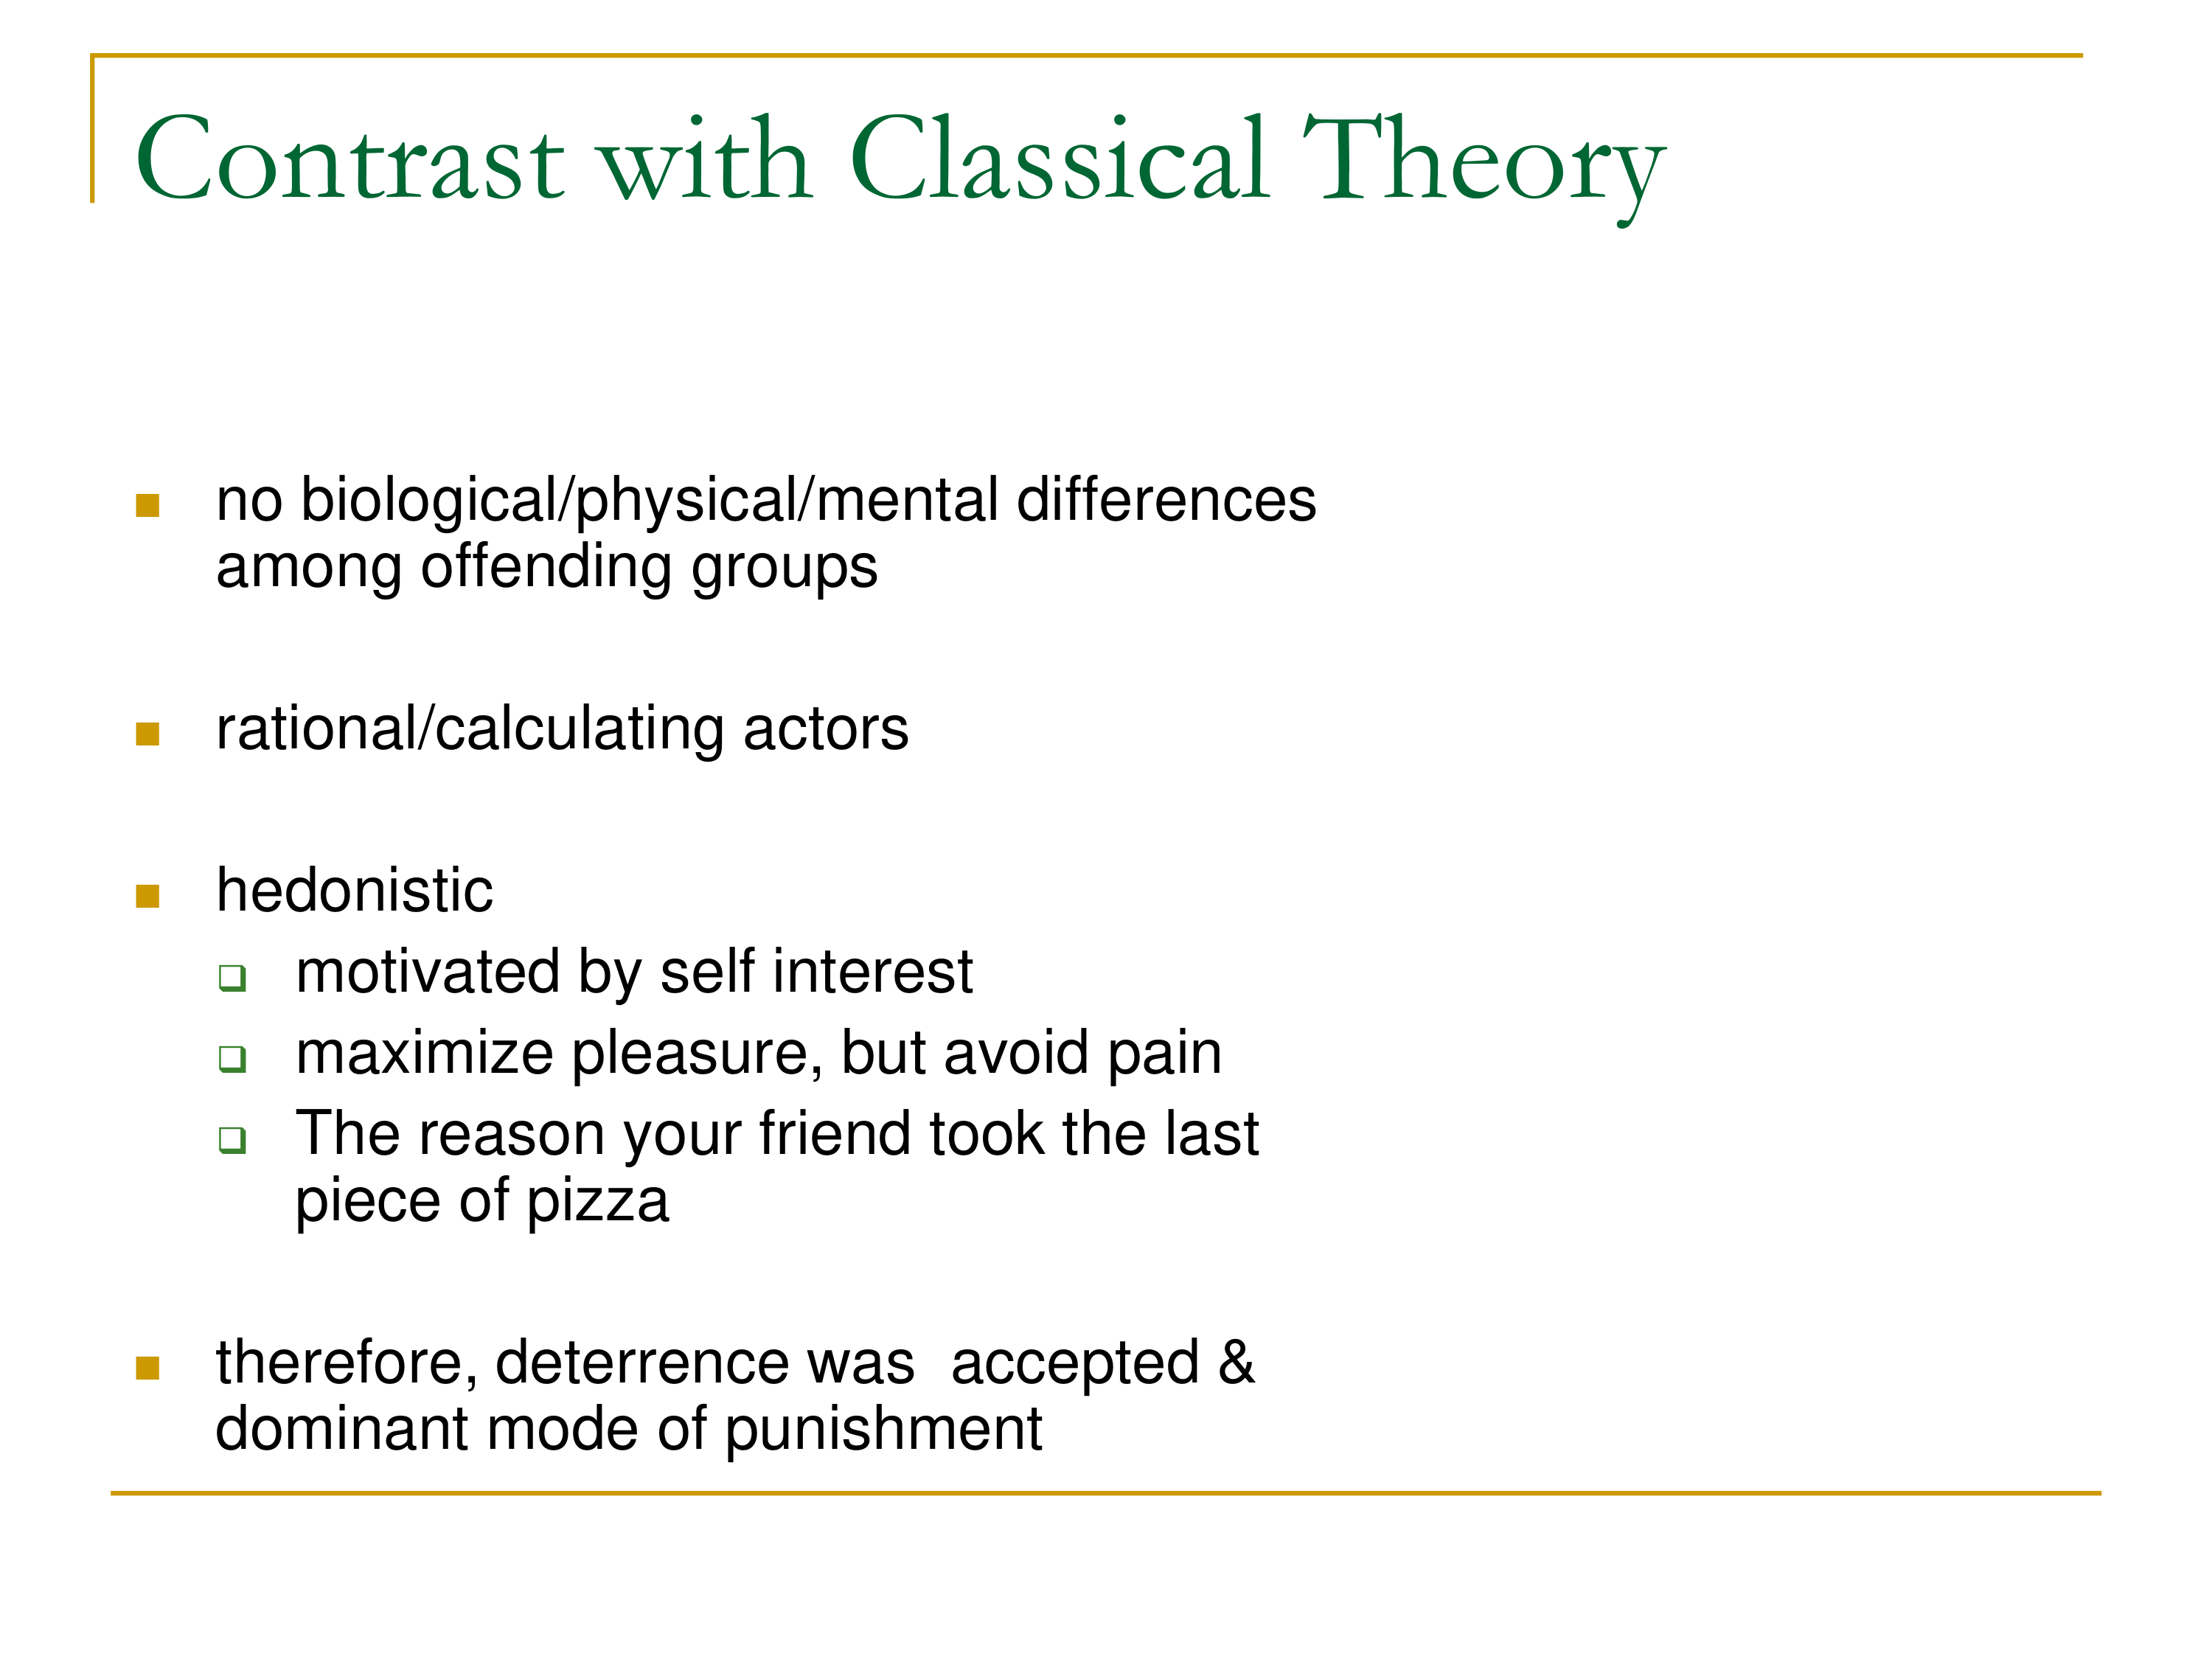 Contrast with Classical Theory
no biological/physical/mental differences
among offending groups
rational/calculating actors
hedonistic
motivated by self interest
maximize pleasure, but avoid pain
The reason your friend took the last
piece of pizza
therefore, deterrence was  accepted &
dominant mode of punishment